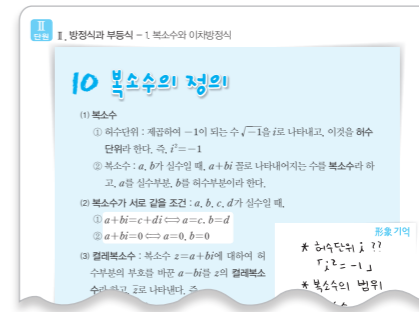 Ⅱ
단원
Ⅱ. 방정식과 부등식 - 1. 복소수와 이차방정식
10 복소수의 정의
(1) 복소수
① 허수단위 : 제곱하여 -1이 되는 수 √-1을 i로 나타내고, 이것을 허수
단위라 한다. 즉, i²=-1
② 복소수 : a, b가 실수일 때, a+bi 꼴로 나타내어지는 수를 복소수라 하
고, a를 실수부분, b를 허수부분이라 한다.
(2) 복소수가 서로 같을 조건 : a, b, c, d가 실수일 때,
① a+bi=c+di⟺a=c, b=d
② a+bi=0⟺a=0, b=0
(3) 켤레복소수 : 복소수 z=a+bi에 대하여 허
수부분의 부호를 바꾼 a-bi를 z의 켤레복소
수라 하고, z̄로 나타낸다. 즉
형상기억
* 허수단위 i ??
「i²=-1」
* 복소수의 범위